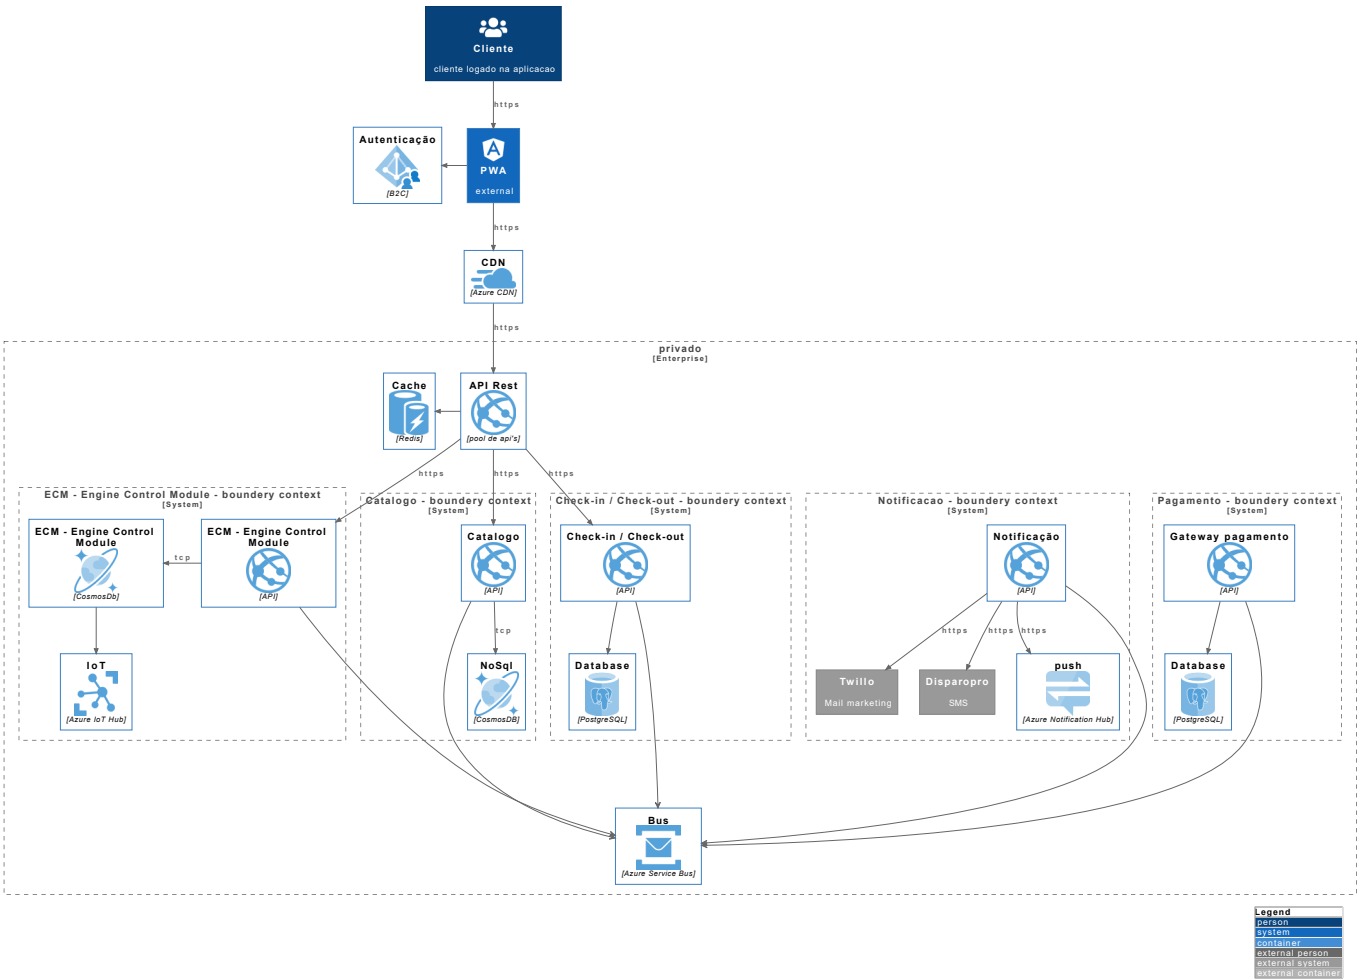 Cliente
cliente logado na aplicacao
https
Autenticação
[B2C]
PWA
external
https
CDN
[Azure CDN]
https
privado
[Enterprise]
Cache
[Redis]
API Rest
[pool de api's]
https
https
https
ECM - Engine Control Module - boundery context
[System]
ECM - Engine Control
Module
[CosmosDb]
tcp
ECM - Engine Control
Module
[API]
IoT
[Azure IoT Hub]
Catalogo - boundery context
[System]
Catalogo
[API]
tcp
NoSql
[CosmosDB]
Check-in / Check-out - boundery context
[System]
Check-in / Check-out
[API]
Database
[PostgreSQL]
Notificacao - boundery context
[System]
Notificação
[API]
https
https
https
Twillo
Mail marketing
Disparopro
SMS
push
[Azure Notification Hub]
Pagamento - boundery context
[System]
Gateway pagamento
[API]
Database
[PostgreSQL]
Bus
[Azure Service Bus]
Legend
person
system
container
external person
external system
external container